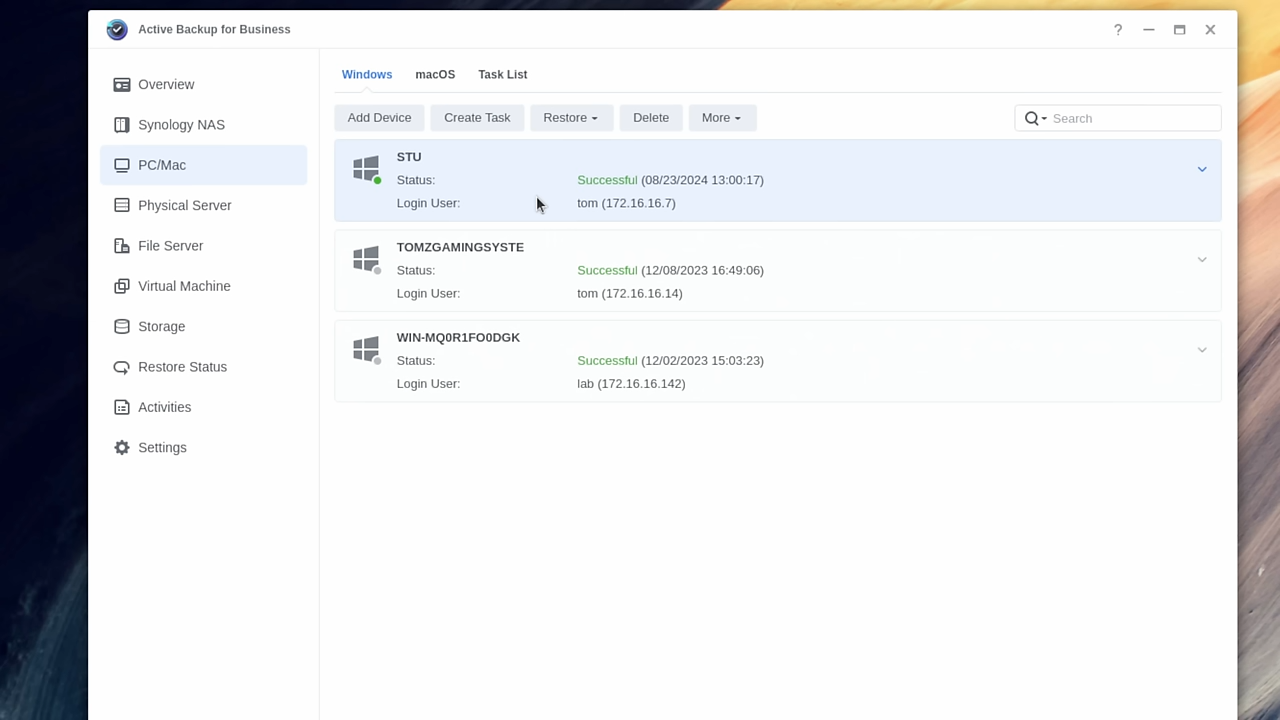 Active Backup for Business
?
Overview
Synology NAS
PC/Mac
Physical Server
File Server
Virtual Machine
Storage
Restore Status
Activities
Settings
Windows macOS Task List
Add Device Create Task Restore Delete More Search
STU
Status: Successful (08/23/2024 13:00:17)
Login User: tom (172.16.16.7)
TOMZGAMINGSYSTE
Status: Successful (12/08/2023 16:49:06)
Login User: tom (172.16.16.14)
WIN-MQ0R1FO0DGK
Status: Successful (12/02/2023 15:03:23)
Login User: lab (172.16.16.142)